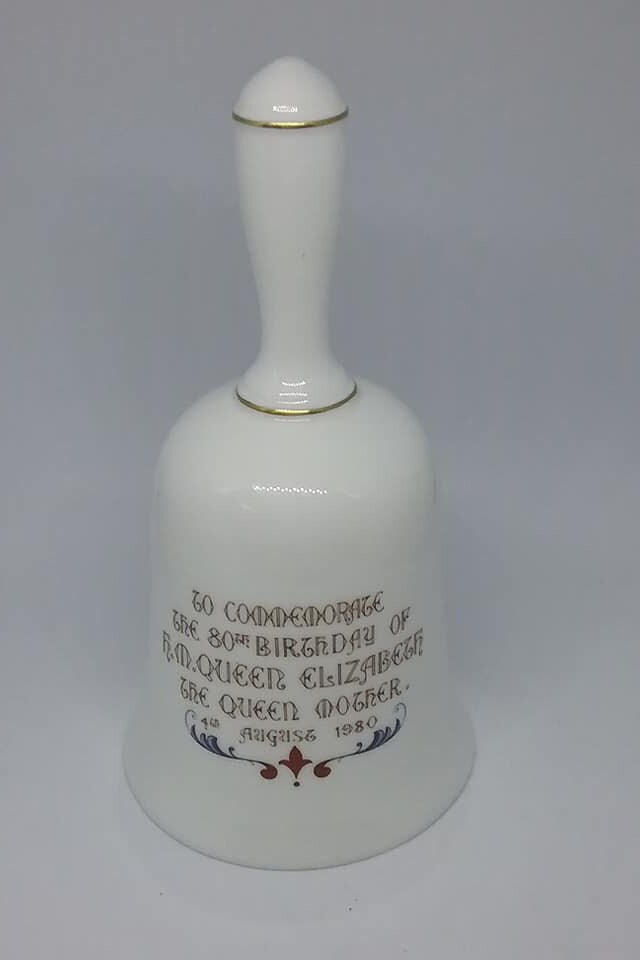 TO COMMEMORATE
THE 80TH BIRTHDAY OF
H.M. QUEEN ELIZABETH
THE QUEEN MOTHER.
4th AUGUST 1980